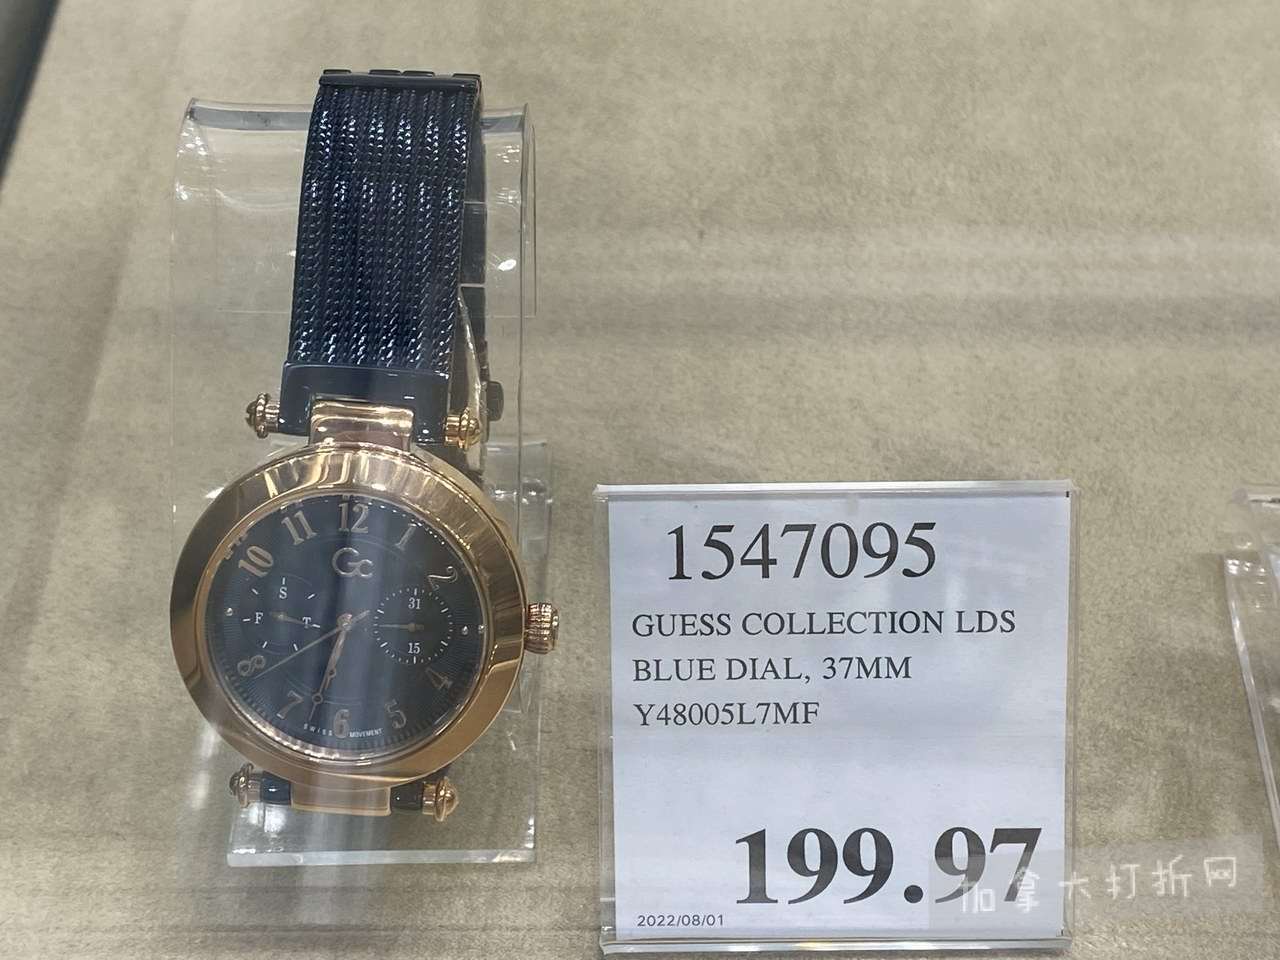 12
1
2
4
5
6
7
8
10
11
Gc
S
F
T
31
15
SWISS MOVEMENT
1547095
GUESS COLLECTION LDS
BLUE DIAL, 37MM
Y48005L7MF
199.97
2022/08/01
加拿大打折网